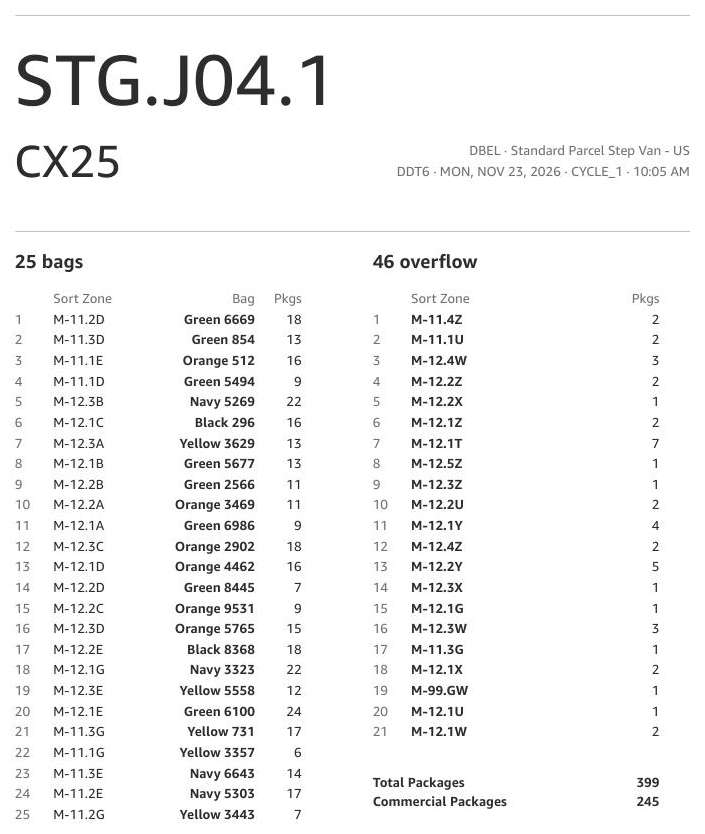 STG.J04.1
CX25
DBEL · Standard Parcel Step Van - US
DDT6 · MON, NOV 23, 2026 · CYCLE_1 · 10:05 AM
25 bags
Sort Zone Bag Pkgs
1 M-11.2D Green 6669 18
2 M-11.3D Green 854 13
3 M-11.1E Orange 512 16
4 M-11.1D Green 5494 9
5 M-12.3B Navy 5269 22
6 M-12.1C Black 296 16
7 M-12.3A Yellow 3629 13
8 M-12.1B Green 5677 13
9 M-12.2B Green 2566 11
10 M-12.2A Orange 3469 11
11 M-12.1A Green 6986 9
12 M-12.3C Orange 2902 18
13 M-12.1D Orange 4462 16
14 M-12.2D Green 8445 7
15 M-12.2C Orange 9531 9
16 M-12.3D Orange 5765 15
17 M-12.2E Black 8368 18
18 M-12.1G Navy 3323 22
19 M-12.3E Yellow 5558 12
20 M-12.1E Green 6100 24
21 M-11.3G Yellow 731 17
22 M-11.1G Yellow 3357 6
23 M-11.3E Navy 6643 14
24 M-11.2E Navy 5303 17
25 M-11.2G Yellow 3443 7
46 overflow
Sort Zone Pkgs
1 M-11.4Z 2
2 M-11.1U 2
3 M-12.4W 3
4 M-12.2Z 2
5 M-12.2X 1
6 M-12.1Z 2
7 M-12.1T 7
8 M-12.5Z 1
9 M-12.3Z 1
10 M-12.2U 2
11 M-12.1Y 4
12 M-12.4Z 2
13 M-12.2Y 5
14 M-12.3X 1
15 M-12.1G 1
16 M-12.3W 3
17 M-11.3G 1
18 M-12.1X 2
19 M-99.GW 1
20 M-12.1U 1
21 M-12.1W 2
Total Packages 399
Commercial Packages 245